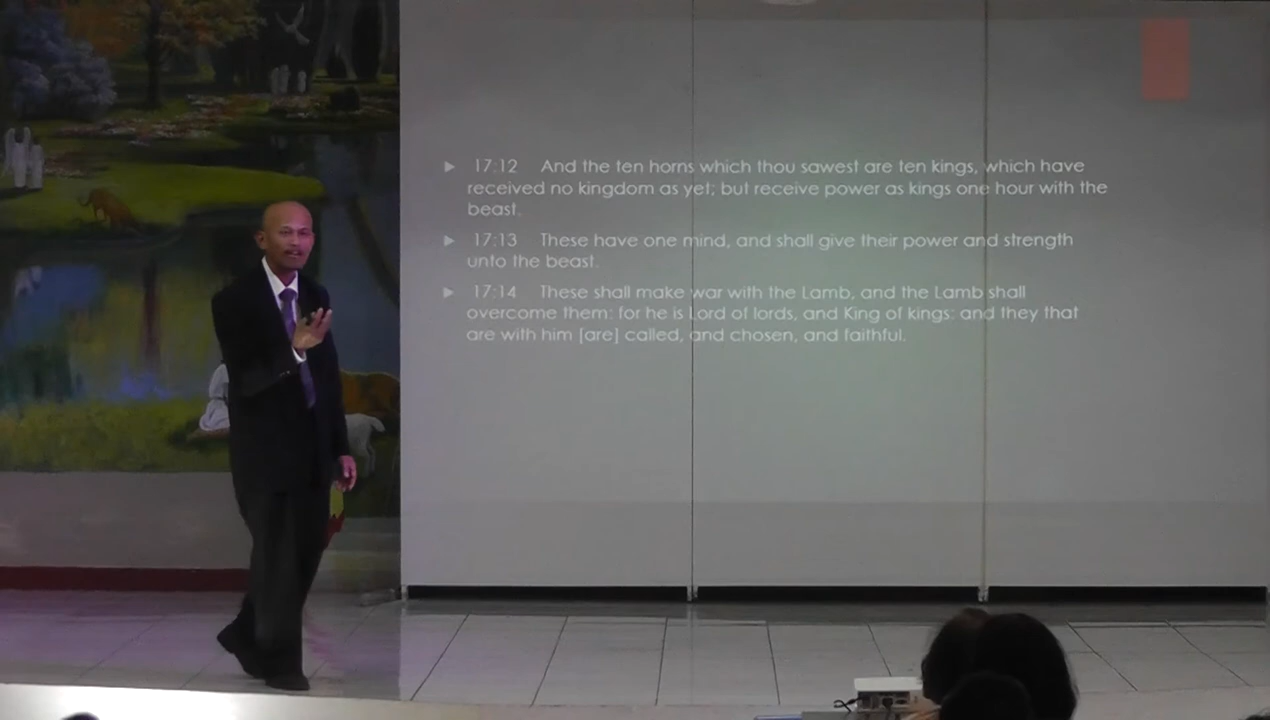 17:12 And the ten horns which thou sawest are ten kings, which have
received no kingdom as yet; but receive power as kings one hour with the
beast.
17:13 These have one mind, and shall give their power and strength
unto the beast.
17:14 These shall make war with the Lamb, and the Lamb shall
overcome them: for he is Lord of lords, and King of kings: and they that
are with him [are] called, and chosen, and faithful.